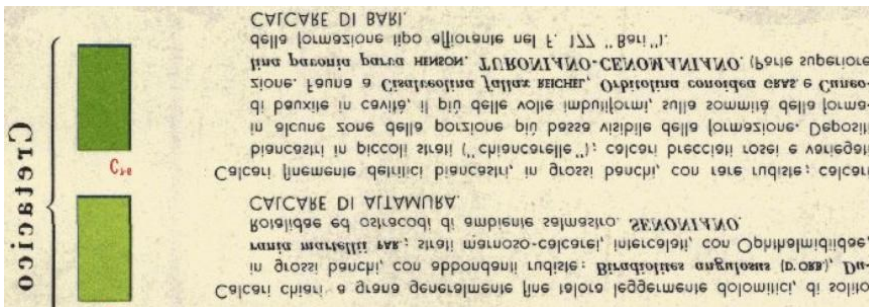 Cretacico
Calcari chiari a grana generalmente fine talora leggermente dolomitici, di solito
in grossi banchi, con abbondanti rudiste: Biradiolites angulosus (D'ORB.), Du-
rania martellii PAR.; strati marnoso-calcarei, intercalati, con Ophthalmidiidae,
Rotalidae ed ostracodi di ambiente salmastro. SENONIANO.
CALCARE DI ALTAMURA.
C7-6
Calcari finemente detritici biancastri, in grossi banchi, con rare rudiste; calcari
biancastri in piccoli strati ("chiancarelle"); calcari brecciati rosei e variegati
in alcune zone della porzione più bassa visibile della formazione. Depositi
di bauxite in cavità, il più delle volte imbutiformi, sulla sommità della forma-
zione. Fauna a Cisalveolina fallax REICHEL, Orbitolina conoidea GRAS e Cuneo-
lina pavonia parva HENSON. TURONIANO-CENOMANIANO. (Parte superiore
della formazione tipo affiorante nel F. 177 "Bari").
CALCARE DI BARI.